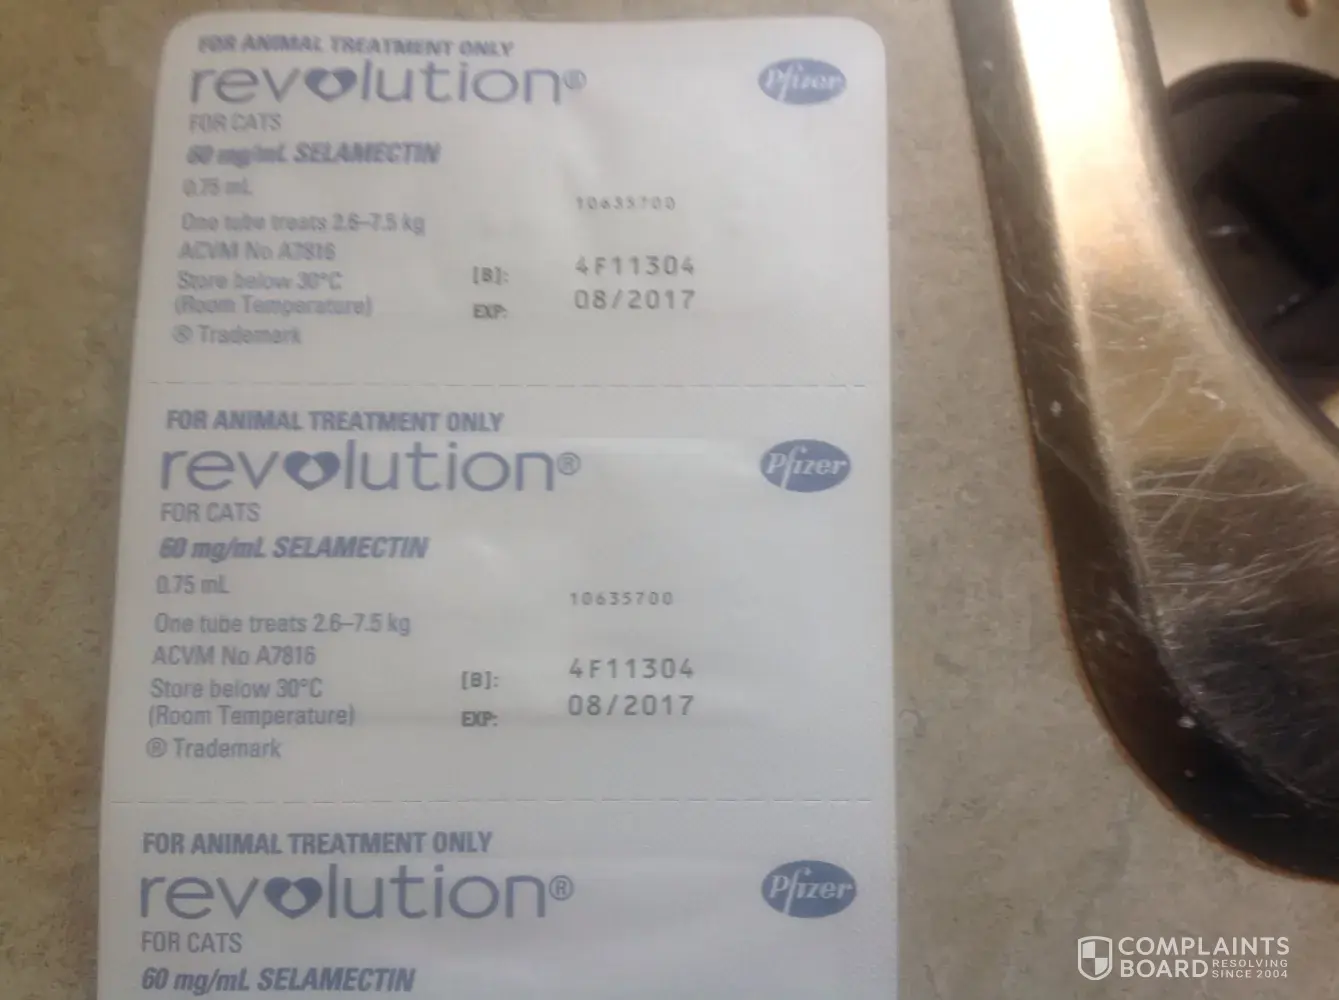 FOR ANIMAL TREATMENT ONLY
revolution®
Pfizer
FOR CATS
60 mg/mL SELAMECTIN
0.75 mL
10635700
One tube treats 2.6–7.5 kg
ACVM No A7816
[B]: 4F11304
Store below 30°C
(Room Temperature)
EXP: 08/2017
® Trademark
FOR ANIMAL TREATMENT ONLY
revolution®
Pfizer
FOR CATS
60 mg/mL SELAMECTIN
0.75 mL
10635700
One tube treats 2.6–7.5 kg
ACVM No A7816
[B]: 4F11304
Store below 30°C
(Room Temperature)
EXP: 08/2017
® Trademark
FOR ANIMAL TREATMENT ONLY
revolution®
Pfizer
FOR CATS
60 mg/mL SELAMECTIN
COMPLAINTS
BOARD RESOLVING
SINCE 2004